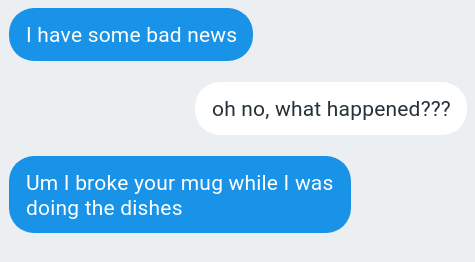 I have some bad news
oh no, what happened???
Um I broke your mug while I was
doing the dishes